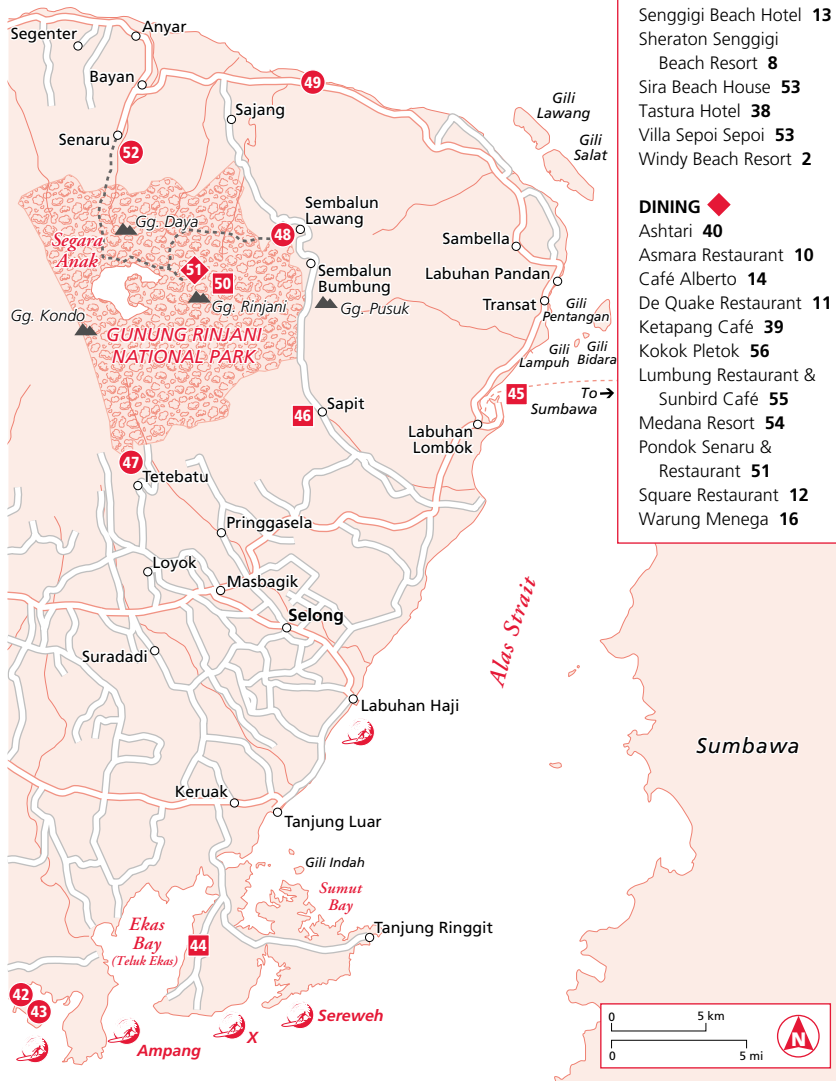 Senggigi Beach Hotel 13
Sheraton Senggigi
Beach Resort 8
Sira Beach House 53
Tastura Hotel 38
Villa Sepoi Sepoi 53
Windy Beach Resort 2
DINING
Ashtari 40
Asmara Restaurant 10
Café Alberto 14
De Quake Restaurant 11
Ketapang Café 39
Kokok Pletok 56
Lumbung Restaurant &
Sunbird Café 55
Medana Resort 54
Pondok Senaru &
Restaurant 51
Square Restaurant 12
Warung Menega 16
Segenter
Anyar
Bayan
49
Sajang
Gili
Lawang
Gili
Salat
Senaru
52
Sembalun
Lawang
48
Gg. Daya
Segara
Anak
Sambella
51
50
Sembalun
Bumbung
Labuhan Pandan
Gg. Rinjani
Gg. Pusuk
Transat
Gili
Pentangan
Gg. Kondo
GUNUNG RINJANI
NATIONAL PARK
Gili
Lampuh
Gili
Bidara
45
To
Sumbawa
46
Sapit
Labuhan
Lombok
47
Tetebatu
Pringgasela
Loyok
Masbagik
Selong
Suradadi
Alas Strait
Labuhan Haji
Sumbawa
Keruak
Tanjung Luar
Gili Indah
Sumut
Bay
Ekas
Bay
(Teluk Ekas)
44
Tanjung Ringgit
42
43
Sereweh
X
Ampang
0 5 km
0 5 mi
N